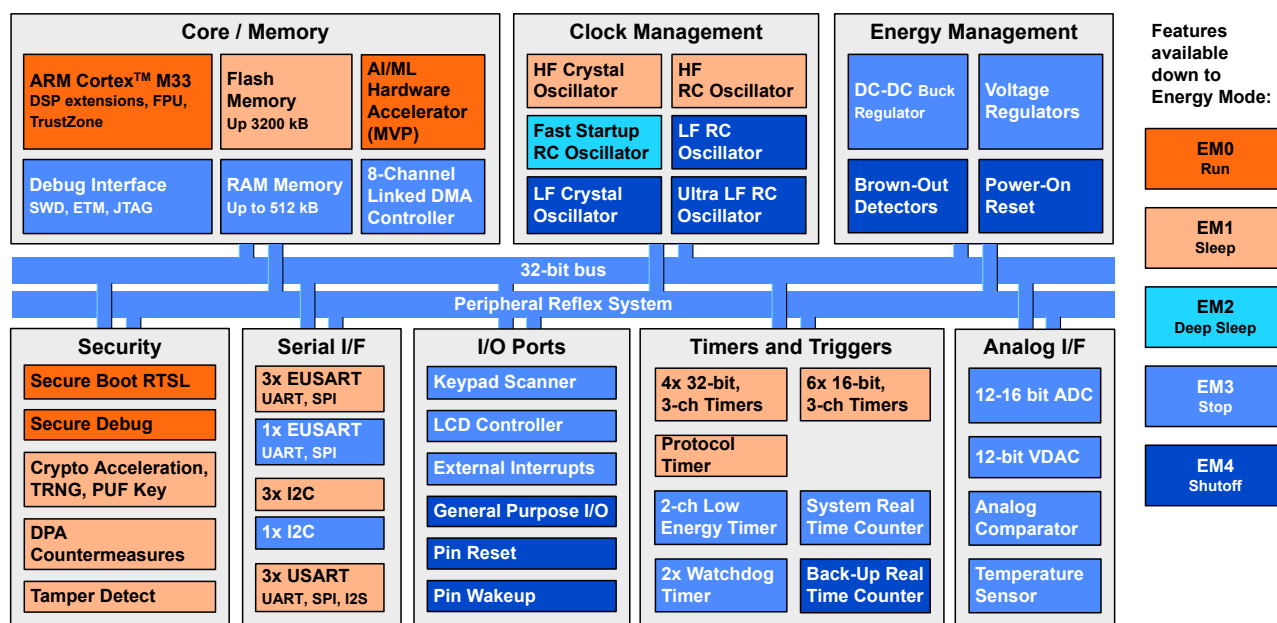 Core / Memory
ARM Cortex™ M33
DSP extensions, FPU,
TrustZone
Flash
Memory
Up 3200 kB
AI/ML
Hardware
Accelerator
(MVP)
Debug Interface
SWD, ETM, JTAG
RAM Memory
Up to 512 kB
8-Channel
Linked DMA
Controller
Clock Management
HF Crystal
Oscillator
HF
RC Oscillator
Fast Startup
RC Oscillator
LF RC
Oscillator
LF Crystal
Oscillator
Ultra LF RC
Oscillator
Energy Management
DC-DC Buck
Regulator
Voltage
Regulators
Brown-Out
Detectors
Power-On
Reset
Features
available
down to
Energy Mode:
EM0
Run
EM1
Sleep
EM2
Deep Sleep
EM3
Stop
EM4
Shutoff
32-bit bus
Peripheral Reflex System
Security
Secure Boot RTSL
Secure Debug
Crypto Acceleration,
TRNG, PUF Key
DPA
Countermeasures
Tamper Detect
Serial I/F
3x EUSART
UART, SPI
1x EUSART
UART, SPI
3x I2C
1x I2C
3x USART
UART, SPI, I2S
I/O Ports
Keypad Scanner
LCD Controller
External Interrupts
General Purpose I/O
Pin Reset
Pin Wakeup
Timers and Triggers
4x 32-bit,
3-ch Timers
6x 16-bit,
3-ch Timers
Protocol
Timer
2-ch Low
Energy Timer
System Real
Time Counter
2x Watchdog
Timer
Back-Up Real
Time Counter
Analog I/F
12-16 bit ADC
12-bit VDAC
Analog
Comparator
Temperature
Sensor